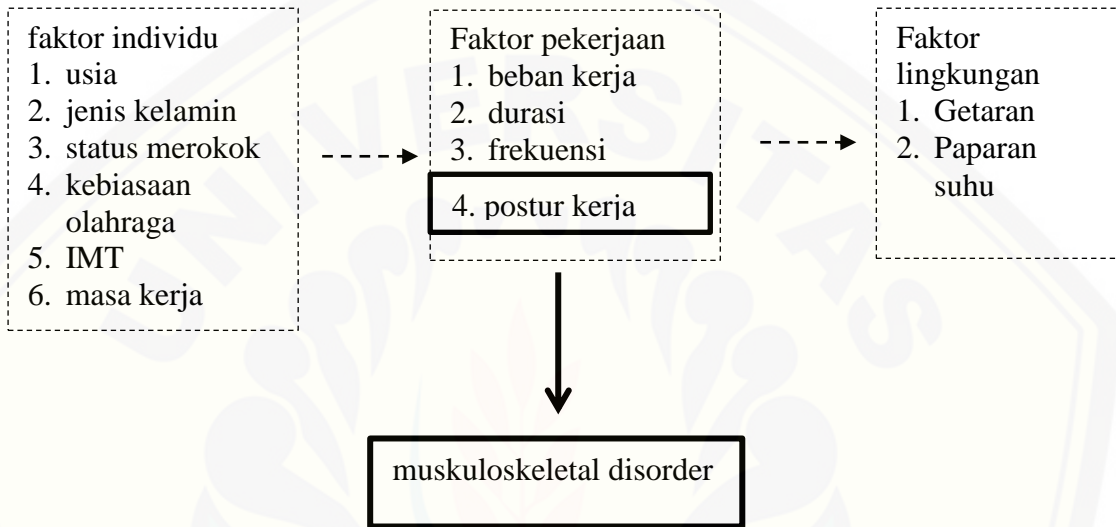 faktor individu
1. usia
2. jenis kelamin
3. status merokok
4. kebiasaan
olahraga
5. IMT
6. masa kerja
Faktor pekerjaan
1. beban kerja
2. durasi
3. frekuensi
4. postur kerja
Faktor
lingkungan
1. Getaran
2. Paparan
suhu
muskuloskeletal disorder
UNIVERSITAS